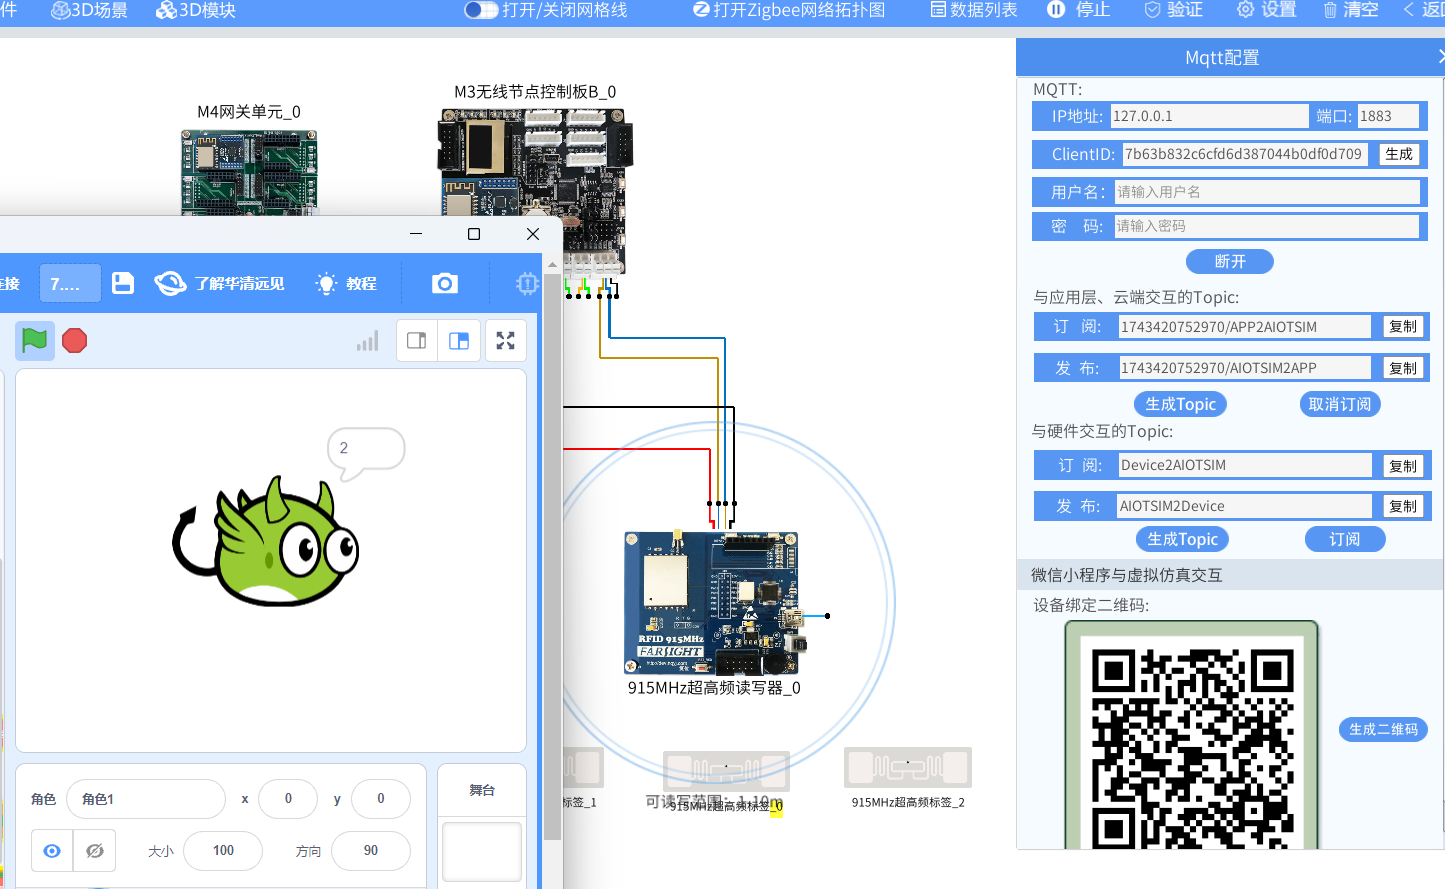 件
3D场景
3D模块
打开/关闭网格线
打开Zigbee网络拓扑图
数据列表
停止
验证
设置
清空
返回
M4网关单元_0
M3无线节点控制板B_0
连接
7....
了解华清远见
教程
2
角色
角色1
x
0
y
0
大小
100
方向
90
舞台
RFID 915MHz
FARSIGHT
915MHz超高频读写器_0
标签_1
可读写范围：1.10m
915MHz超高频标签_0
915MHz超高频标签_2
Mqtt配置
MQTT:
IP地址:
127.0.0.1
端口:
1883
ClientID:
7b63b832c6cfd6d387044b0df0d709
生成
用户名：
请输入用户名
密 码:
请输入密码
断开
与应用层、云端交互的Topic:
订 阅:
1743420752970/APP2AIOTSIM
复制
发 布:
1743420752970/AIOTSIM2APP
复制
生成Topic
取消订阅
与硬件交互的Topic:
订 阅:
Device2AIOTSIM
复制
发 布:
AIOTSIM2Device
复制
生成Topic
订阅
微信小程序与虚拟仿真交互
设备绑定二维码:
生成二维码